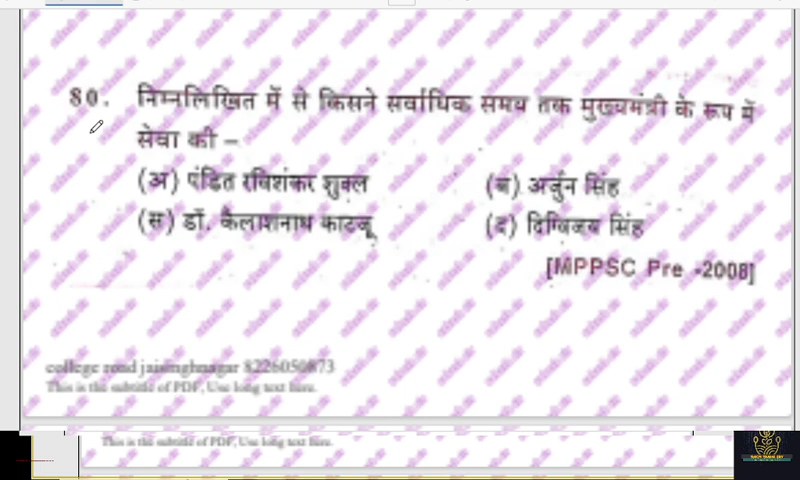 80. निम्नलिखित में से किसने सर्वाधिक समय तक मुख्यमंत्री के रूप में
सेवा की –
(अ) पंडित रविशंकर शुक्ल (ब) अर्जुन सिंह
(स) डॉ. कैलाशनाथ काटजू (द) दिग्विजय सिंह
[MPPSC Pre -2008]
college road jaisinghnagar 8226050873
This is the subtitle of PDF, Use long text here.
This is the subtitle of PDF, Use long text here.